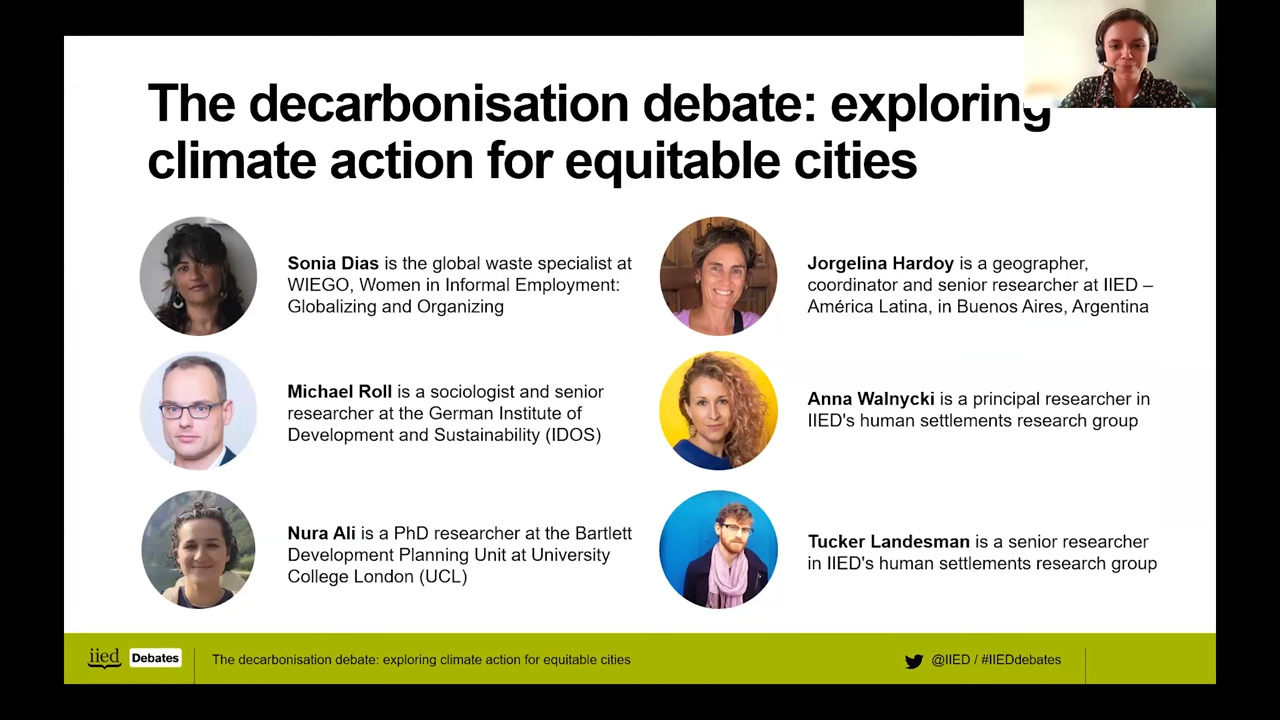 The decarbonisation debate: exploring
climate action for equitable cities
Sonia Dias is the global waste specialist at
WIEGO, Women in Informal Employment:
Globalizing and Organizing
Jorgelina Hardoy is a geographer,
coordinator and senior researcher at IIED –
América Latina, in Buenos Aires, Argentina
Michael Roll is a sociologist and senior
researcher at the German Institute of
Development and Sustainability (IDOS)
Anna Walnycki is a principal researcher in
IIED's human settlements research group
Nura Ali is a PhD researcher at the Bartlett
Development Planning Unit at University
College London (UCL)
Tucker Landesman is a senior researcher
in IIED's human settlements research group
iied Debates
The decarbonisation debate: exploring climate action for equitable cities
@IIED / #IIEDdebates